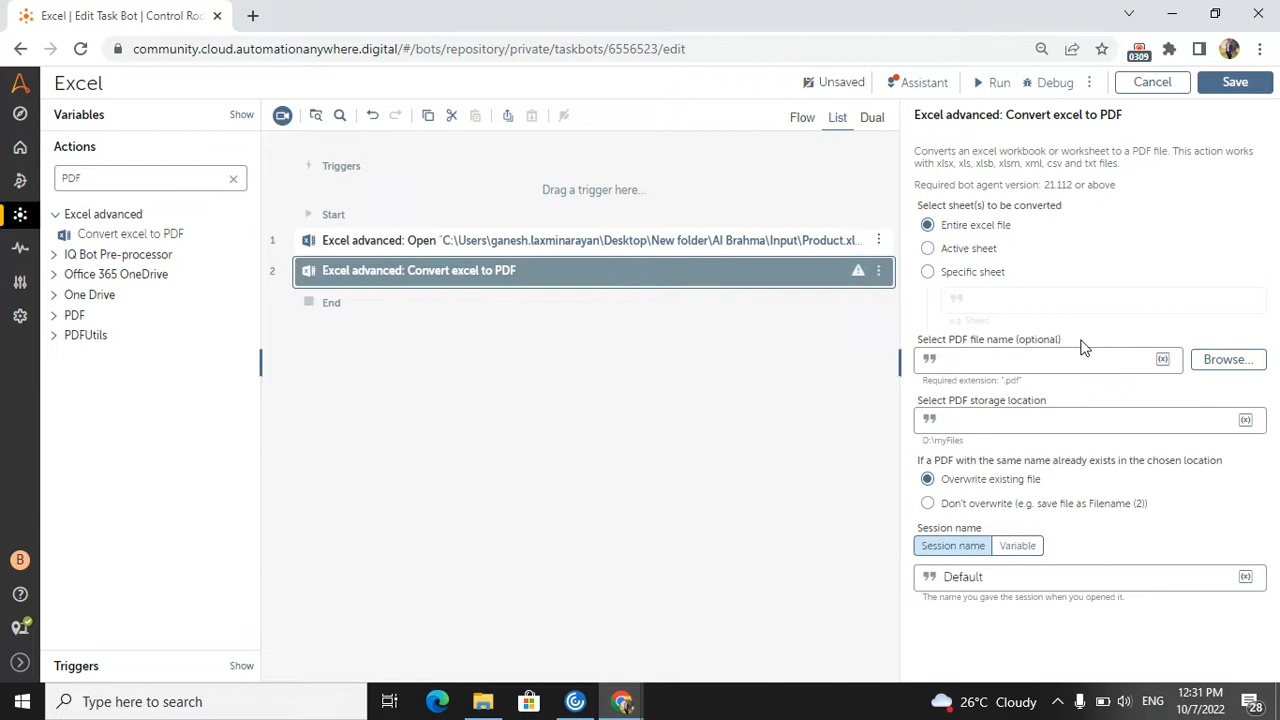 Excel | Edit Task Bot | Control Roo
community.cloud.automationanywhere.digital/#/bots/repository/private/taskbots/6556523/edit
0309
Excel
Unsaved
Assistant
Run
Debug
Cancel
Save
Variables
Show
Flow
List
Dual
Excel advanced: Convert excel to PDF
Actions
PDF
Excel advanced
Convert excel to PDF
IQ Bot Pre-processor
Office 365 OneDrive
One Drive
PDF
PDFUtils
Triggers
Show
Triggers
Drag a trigger here...
Start
1
Excel advanced: Open "C:\Users\ganesh.laxminarayan\Desktop\New folder\AI Brahma\Input\Product.xl...
2
Excel advanced: Convert excel to PDF
End
Converts an excel workbook or worksheet to a PDF file. This action works
with xlsx, xls, xlsb, xlsm, xml, csv and txt files.
Required bot agent version: 21.112 or above
Select sheet(s) to be converted
Entire excel file
Active sheet
Specific sheet
e.g. Sheet1
Select PDF file name (optional)
(x)
Browse...
Required extension: ".pdf"
Select PDF storage location
(x)
D:\myFiles
If a PDF with the same name already exists in the chosen location
Overwrite existing file
Don't overwrite (e.g. save file as Filename (2))
Session name
Session name
Variable
Default
(x)
The name you gave the session when you opened it.
B
Type here to search
26°C Cloudy
ENG
12:31 PM
10/7/2022
28